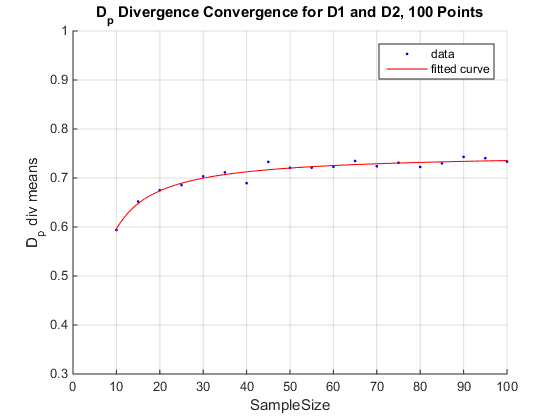 D_p Divergence Convergence for D1 and D2, 100 Points
data
fitted curve
1
0.9
0.8
0.7
0.6
0.5
0.4
0.3
D_p div means
0 10 20 30 40 50 60 70 80 90 100
SampleSize